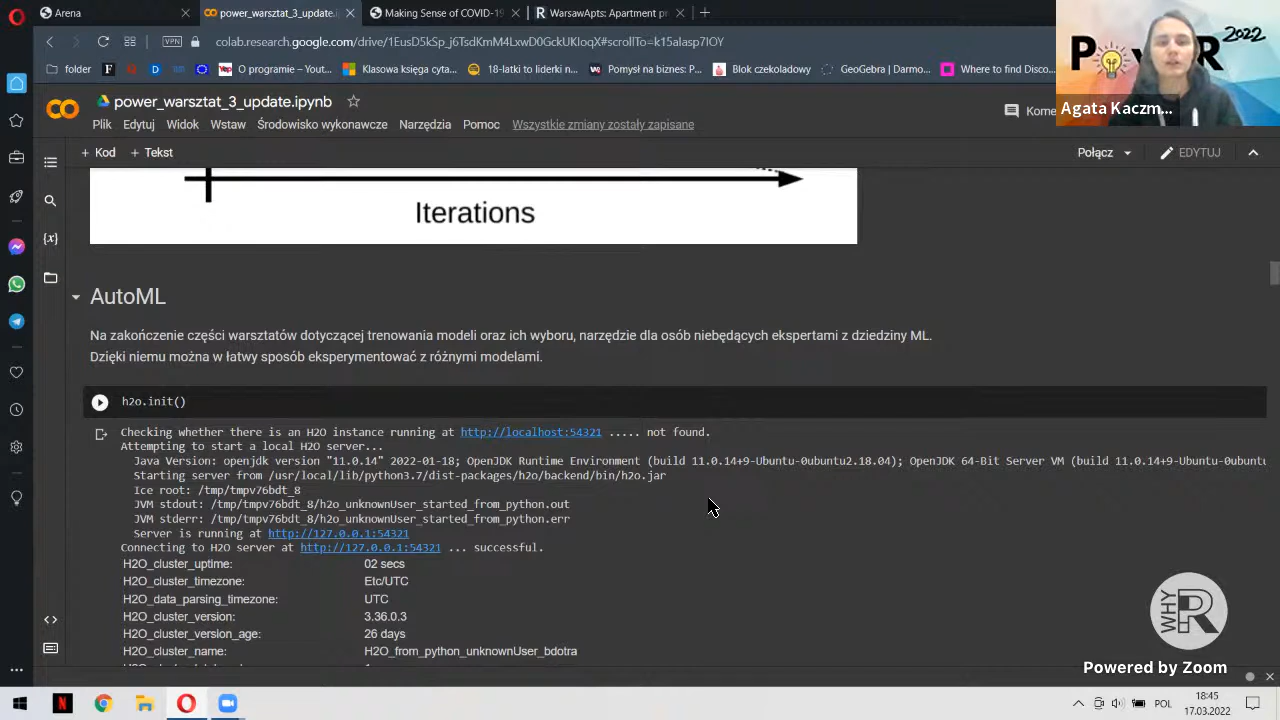 Arena
power_warsztat_3_update.ipynb
Making Sense of COVID-19
WarsawApts: Apartment pr
VPN
colab.research.google.com/drive/1EusD5kSp_j6TsdKmM4LxwD0GckUKIoqX#scrollTo=k15alasp7IOY
folder
O programie – Yout...
Klasowa księga cytat...
18-latki to liderki n...
Pomysł na biznes: P...
Blok czekoladowy
GeoGebra | Darmo...
Where to find Discov
2022
Agata Kaczm...
power_warsztat_3_update.ipynb
Plik Edytuj Widok Wstaw Środowisko wykonawcze Narzędzia Pomoc Wszystkie zmiany zostały zapisane
Kome
+ Kod + Tekst
Połącz
EDYTUJ
Iterations
AutoML
Na zakończenie części warsztatów dotyczącej trenowania modeli oraz ich wyboru, narzędzie dla osób niebędących ekspertami z dziedziny ML.
Dzięki niemu można w łatwy sposób eksperymentować z różnymi modelami.
h2o.init()
Checking whether there is an H2O instance running at http://localhost:54321 ..... not found.
Attempting to start a local H2O server...
Java Version: openjdk version "11.0.14" 2022-01-18; OpenJDK Runtime Environment (build 11.0.14+9-Ubuntu-0ubuntu2.18.04); OpenJDK 64-Bit Server VM (build 11.0.14+9-Ubuntu-0ubuntu
Starting server from /usr/local/lib/python3.7/dist-packages/h2o/backend/bin/h2o.jar
Ice root: /tmp/tmpv76bdt_8
JVM stdout: /tmp/tmpv76bdt_8/h2o_unknownUser_started_from_python.out
JVM stderr: /tmp/tmpv76bdt_8/h2o_unknownUser_started_from_python.err
Server is running at http://127.0.0.1:54321
Connecting to H2O server at http://127.0.0.1:54321 ... successful.
H2O_cluster_uptime: 02 secs
H2O_cluster_timezone: Etc/UTC
H2O_data_parsing_timezone: UTC
H2O_cluster_version: 3.36.0.3
H2O_cluster_version_age: 26 days
H2O_cluster_name: H2O_from_python_unknownUser_bdotra
WHY R
Powered by Zoom
POL
18:45
17.03.2022